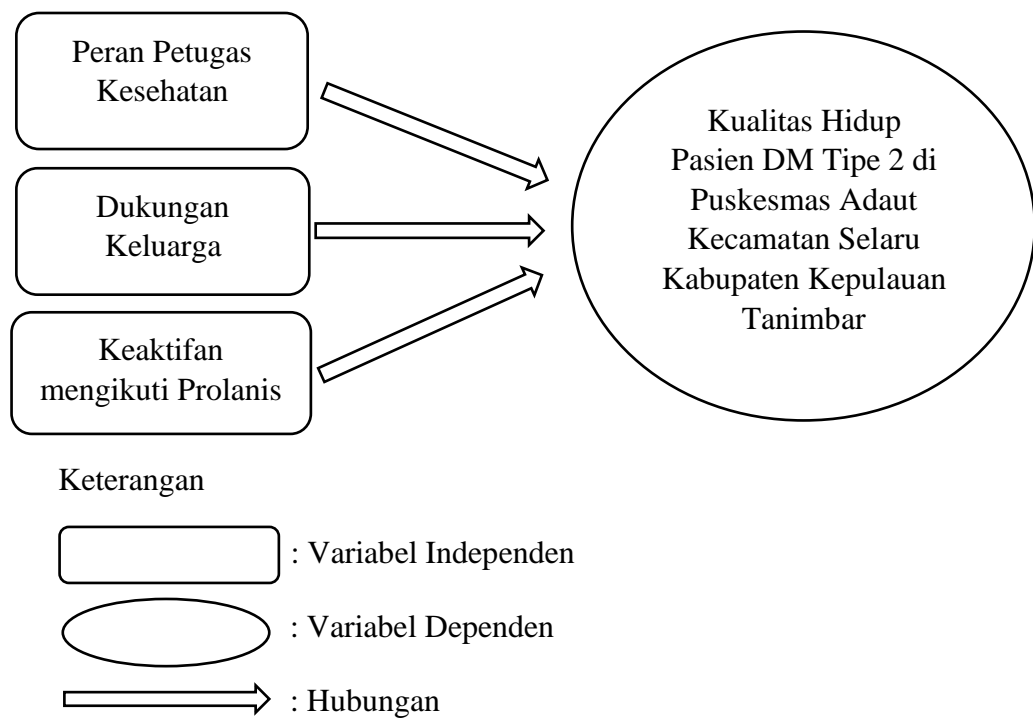 Peran Petugas
Kesehatan
Dukungan
Keluarga
Keaktifan
mengikuti Prolanis
Kualitas Hidup
Pasien DM Tipe 2 di
Puskesmas Adaut
Kecamatan Selaru
Kabupaten Kepulauan
Tanimbar
Keterangan
: Variabel Independen
: Variabel Dependen
: Hubungan